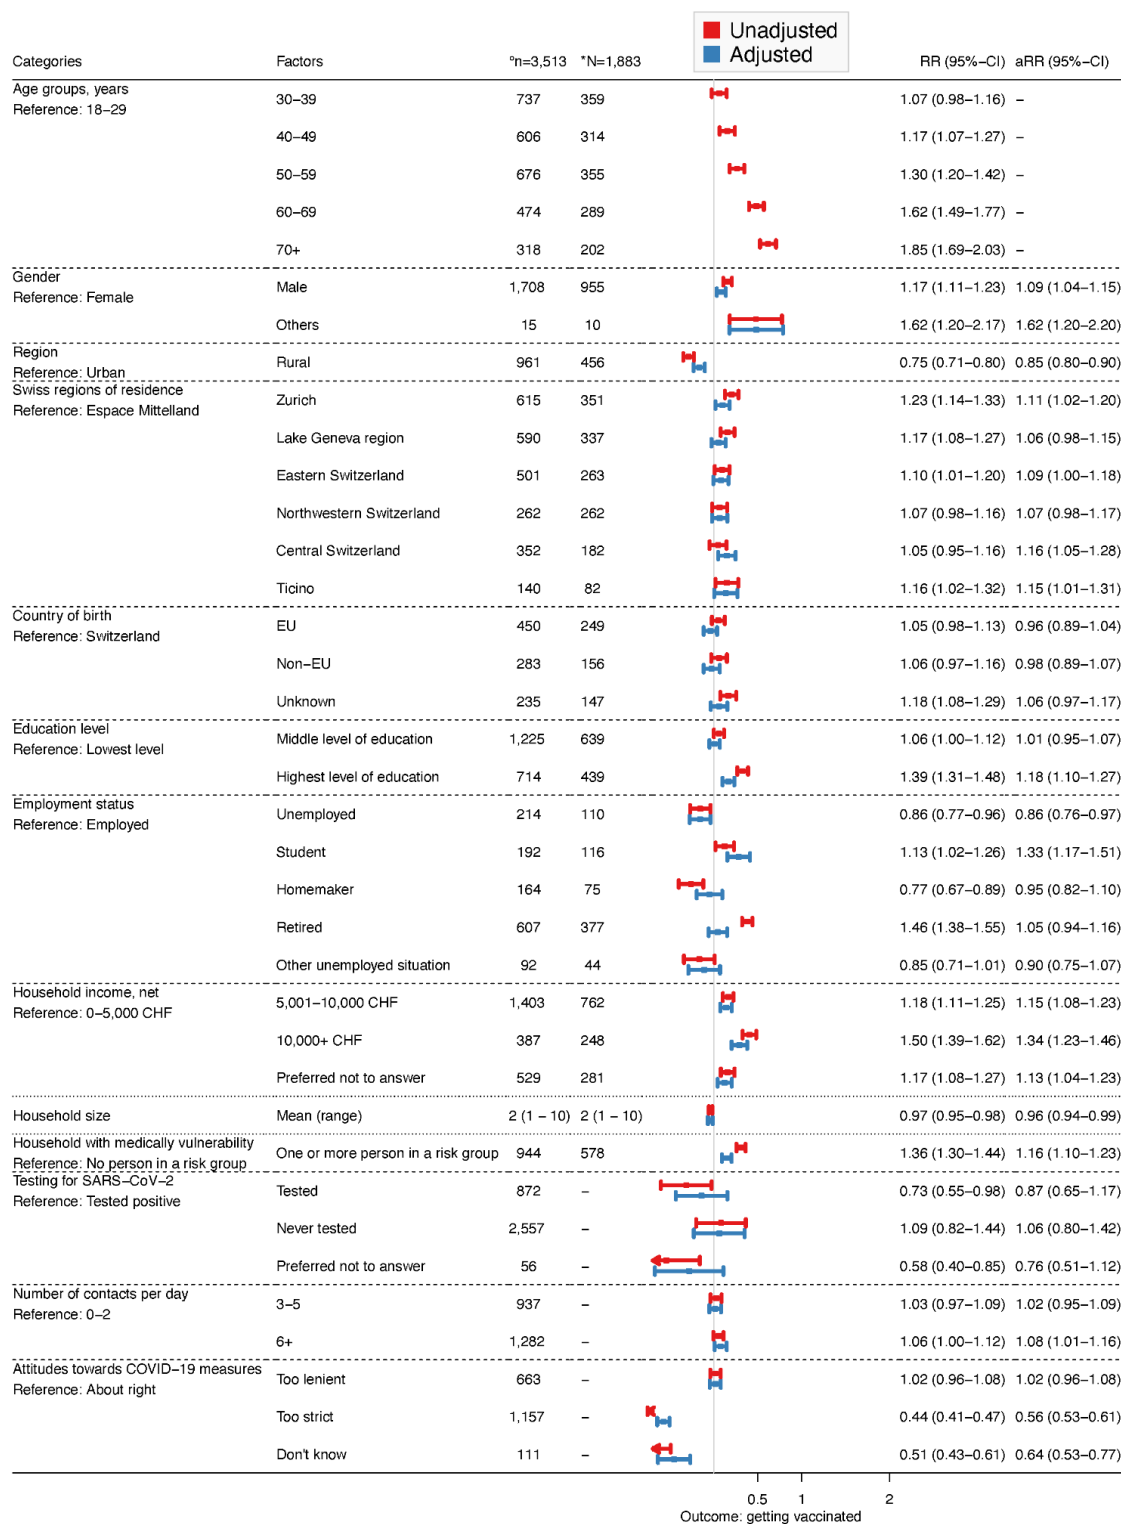 Unadjusted
Adjusted
Categories Factors °n=3,513 *N=1,883 RR (95%–CI) aRR (95%–CI)
Age groups, years
Reference: 18–29
30–39 737 359 1.07 (0.98–1.16) –
40–49 606 314 1.17 (1.07–1.27) –
50–59 676 355 1.30 (1.20–1.42) –
60–69 474 289 1.62 (1.49–1.77) –
70+ 318 202 1.85 (1.69–2.03) –
Gender
Reference: Female
Male 1,708 955 1.17 (1.11–1.23) 1.09 (1.04–1.15)
Others 15 10 1.62 (1.20–2.17) 1.62 (1.20–2.20)
Region
Reference: Urban
Rural 961 456 0.75 (0.71–0.80) 0.85 (0.80–0.90)
Swiss regions of residence
Reference: Espace Mittelland
Zurich 615 351 1.23 (1.14–1.33) 1.11 (1.02–1.20)
Lake Geneva region 590 337 1.17 (1.08–1.27) 1.06 (0.98–1.15)
Eastern Switzerland 501 263 1.10 (1.01–1.20) 1.09 (1.00–1.18)
Northwestern Switzerland 262 262 1.07 (0.98–1.16) 1.07 (0.98–1.17)
Central Switzerland 352 182 1.05 (0.95–1.16) 1.16 (1.05–1.28)
Ticino 140 82 1.16 (1.02–1.32) 1.15 (1.01–1.31)
Country of birth
Reference: Switzerland
EU 450 249 1.05 (0.98–1.13) 0.96 (0.89–1.04)
Non–EU 283 156 1.06 (0.97–1.16) 0.98 (0.89–1.07)
Unknown 235 147 1.18 (1.08–1.29) 1.06 (0.97–1.17)
Education level
Reference: Lowest level
Middle level of education 1,225 639 1.06 (1.00–1.12) 1.01 (0.95–1.07)
Highest level of education 714 439 1.39 (1.31–1.48) 1.18 (1.10–1.27)
Employment status
Reference: Employed
Unemployed 214 110 0.86 (0.77–0.96) 0.86 (0.76–0.97)
Student 192 116 1.13 (1.02–1.26) 1.33 (1.17–1.51)
Homemaker 164 75 0.77 (0.67–0.89) 0.95 (0.82–1.10)
Retired 607 377 1.46 (1.38–1.55) 1.05 (0.94–1.16)
Other unemployed situation 92 44 0.85 (0.71–1.01) 0.90 (0.75–1.07)
Household income, net
Reference: 0–5,000 CHF
5,001–10,000 CHF 1,403 762 1.18 (1.11–1.25) 1.15 (1.08–1.23)
10,000+ CHF 387 248 1.50 (1.39–1.62) 1.34 (1.23–1.46)
Preferred not to answer 529 281 1.17 (1.08–1.27) 1.13 (1.04–1.23)
Household size Mean (range) 2 (1 – 10) 2 (1 – 10) 0.97 (0.95–0.98) 0.96 (0.94–0.99)
Household with medically vulnerability
Reference: No person in a risk group
One or more person in a risk group 944 578 1.36 (1.30–1.44) 1.16 (1.10–1.23)
Testing for SARS–CoV–2
Reference: Tested positive
Tested 872 – 0.73 (0.55–0.98) 0.87 (0.65–1.17)
Never tested 2,557 – 1.09 (0.82–1.44) 1.06 (0.80–1.42)
Preferred not to answer 56 – 0.58 (0.40–0.85) 0.76 (0.51–1.12)
Number of contacts per day
Reference: 0–2
3–5 937 – 1.03 (0.97–1.09) 1.02 (0.95–1.09)
6+ 1,282 – 1.06 (1.00–1.12) 1.08 (1.01–1.16)
Attitudes towards COVID–19 measures
Reference: About right
Too lenient 663 – 1.02 (0.96–1.08) 1.02 (0.96–1.08)
Too strict 1,157 – 0.44 (0.41–0.47) 0.56 (0.53–0.61)
Don't know 111 – 0.51 (0.43–0.61) 0.64 (0.53–0.77)
0.5 1 2
Outcome: getting vaccinated